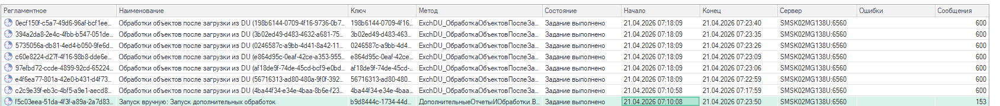 Регламентное Наименование Ключ Метод Состояние Начало Конец Сервер Ошибки Сообщения
0ecf150f-c5a7-49d6-96af-bcf1ee... Обработки объектов после загрузки из DU (198b6144-0709-4f16-9736-0b7... 198b6144-0709-4f16... ExchDU_ОбработкаОбъектовПослеЗа... Задание выполнено 21.04.2026 07:18:09 21.04.2026 07:23:40 SMSK02MG138U:6560 600
394a2da8-2e4c-4fbb-b547-051de... Обработки объектов после загрузки из DU (3b02ed49-d483-4632-a681-75... 3b02ed49-d483-463... ExchDU_ОбработкаОбъектовПослеЗа... Задание выполнено 21.04.2026 07:18:09 21.04.2026 07:23:35 SMSK02MG138U:6560 600
5735056a-db81-4ed4-b050-9fe6d... Обработки объектов после загрузки из DU (0246587c-a9bb-4d41-8a42-11... 0246587c-a9bb-4d4... ExchDU_ОбработкаОбъектовПослеЗа... Задание выполнено 21.04.2026 07:18:09 21.04.2026 07:23:26 SMSK02MG138U:6560 600
c60e8224-d27f-4f16-98b8-dde6e... Обработки объектов после загрузки из DU (e864d95c-0eaf-42ce-a353-955... e864d95c-0eaf-42ce... ExchDU_ОбработкаОбъектовПослеЗа... Задание выполнено 21.04.2026 07:18:09 21.04.2026 07:23:09 SMSK02MG138U:6560 600
97efbd72-ccde-4899-92cd-65224... Обработки объектов после загрузки из DU (af18de9f-74de-45cd-bcf9-e0bd... af18de9f-74de-45cd-... ExchDU_ОбработкаОбъектовПослеЗа... Задание выполнено 21.04.2026 07:18:09 21.04.2026 07:23:06 SMSK02MG138U:6560 600
e4f6ea77-801a-42e0-b431-d4f73... Обработки объектов после загрузки из DU (56716313-ad80-480a-9f0f-392... 56716313-ad80-480... ExchDU_ОбработкаОбъектовПослеЗа... Задание выполнено 21.04.2026 07:18:09 21.04.2026 07:22:59 SMSK02MG138U:6560 600
c2c9e39f-eb3c-4bf5-a9e1-aecd8... Обработки объектов после загрузки из DU (4ba44f34-e34e-4baa-8b6e-f23... 4ba44f34-e34e-4baa... ExchDU_ОбработкаОбъектовПослеЗа... Задание выполнено 21.04.2026 07:10:58 21.04.2026 07:17:59 SMSK02MG138U:6560 600
f5c03eea-51da-4f3f-a89a-2a7d83... Запуск вручную: Запуск дополнительных обработок b9d8444c-1734-44d... ДополнительныеОтчетыИОбработки.В... Задание выполнено 21.04.2026 07:10:08 21.04.2026 07:23:50 SMSK02MG138U:6560 153